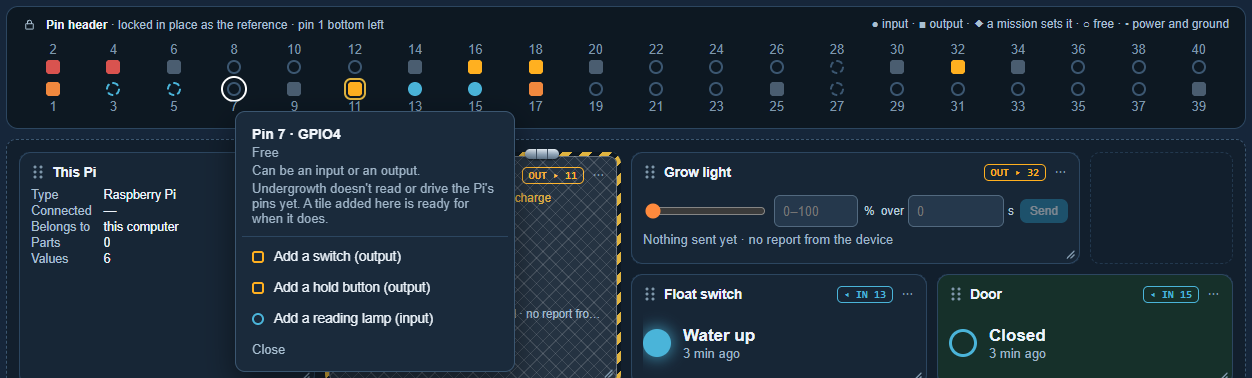 Pin header · locked in place as the reference · pin 1 bottom left
● input · ■ output · ◆ a mission sets it · ○ free · - power and ground
2 4 6 8 10 12 14 16 18 20 22 24 26 28 30 32 34 36 38 40
1 3 5 7 9 11 13 15 17 19 21 23 25 27 29 31 33 35 37 39
This Pi
Type Raspberry Pi
Connected —
Belongs to this computer
Parts 0
Values 6
Pin 7 · GPIO4
Free
Can be an input or an output.
Undergrowth doesn't read or drive the Pi's
pins yet. A tile added here is ready for
when it does.
Add a switch (output)
Add a hold button (output)
Add a reading lamp (input)
Close
OUT ▸ 11 ···
charge
· no report fro…
Grow light OUT ▸ 32 ···
0–100 % over 0 s Send
Nothing sent yet · no report from the device
Float switch ◂ IN 13 ···
Water up
3 min ago
Door ◂ IN 15 ···
Closed
3 min ago